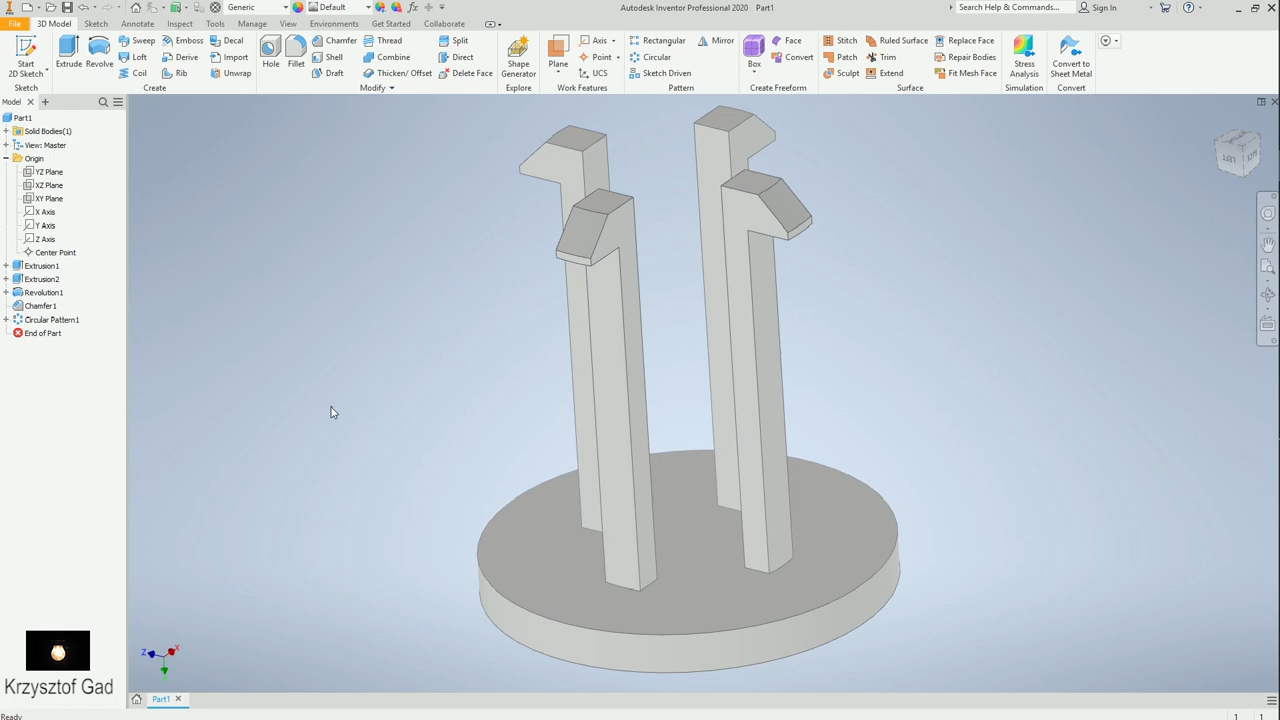 Generic
Default
Autodesk Inventor Professional 2020 Part1
Search Help & Commands...
Sign In
File
3D Model
Sketch
Annotate
Inspect
Tools
Manage
View
Environments
Get Started
Collaborate
Start
2D Sketch
Sketch
Extrude
Revolve
Sweep
Loft
Coil
Emboss
Derive
Rib
Decal
Import
Unwrap
Create
Hole
Fillet
Chamfer
Shell
Draft
Thread
Combine
Thicken/ Offset
Split
Direct
Delete Face
Modify
Shape
Generator
Explore
Plane
Axis
Point
UCS
Work Features
Rectangular
Circular
Sketch Driven
Mirror
Pattern
Box
Face
Convert
Create Freeform
Stitch
Patch
Sculpt
Ruled Surface
Trim
Extend
Replace Face
Repair Bodies
Fit Mesh Face
Surface
Stress
Analysis
Simulation
Convert to
Sheet Metal
Convert
Model
Part1
Solid Bodies(1)
View: Master
Origin
YZ Plane
XZ Plane
XY Plane
X Axis
Y Axis
Z Axis
Center Point
Extrusion1
Extrusion2
Revolution1
Chamfer1
Circular Pattern1
End of Part
LEFT
BACK
Z
X
Krzysztof Gad
Part1
Ready
1
1